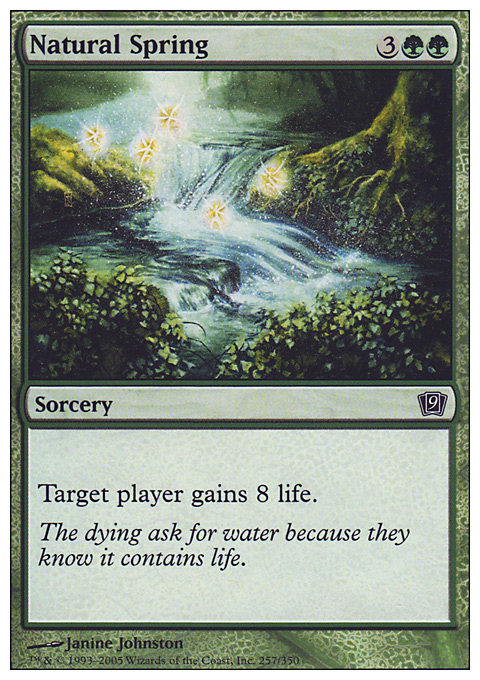 Natural Spring 3
Sorcery 9
Target player gains 8 life.
The dying ask for water because they
know it contains life.
Janine Johnston
™ & © 1993–2005 Wizards of the Coast, Inc. 257/350